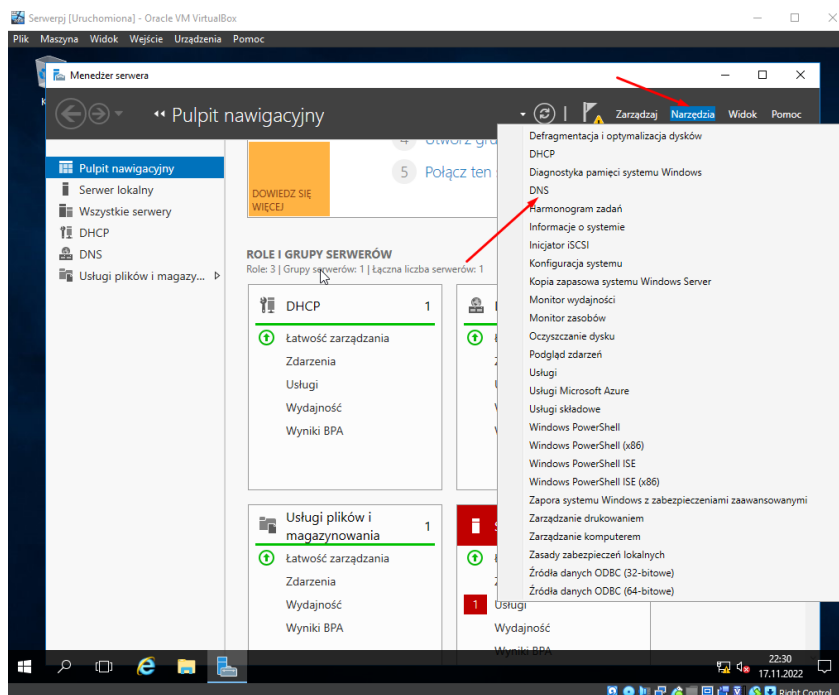 Serwerpj [Uruchomiona] - Oracle VM VirtualBox
Plik Maszyna Widok Wejście Urządzenia Pomoc
Menedżer serwera
Pulpit nawigacyjny
Zarządzaj Narzędzia Widok Pomoc
Pulpit nawigacyjny
Serwer lokalny
Wszystkie serwery
DHCP
DNS
Usługi plików i magazy...
4
5 Połącz ten
DOWIEDZ SIĘ
WIĘCEJ
ROLE I GRUPY SERWERÓW
Role: 3 | Grupy serwerów: 1 | Łączna liczba serwerów: 1
DHCP 1
Łatwość zarządzania
Zdarzenia
Usługi
Wydajność
Wyniki BPA
Usługi plików i
magazynowania 1
Łatwość zarządzania
Zdarzenia
Usługi
Wydajność
Wyniki BPA
1 Usługi
Wydajność
Wyniki BPA
Defragmentacja i optymalizacja dysków
DHCP
Diagnostyka pamięci systemu Windows
DNS
Harmonogram zadań
Informacje o systemie
Inicjator iSCSI
Konfiguracja systemu
Kopia zapasowa systemu Windows Server
Monitor wydajności
Monitor zasobów
Oczyszczanie dysku
Podgląd zdarzeń
Usługi
Usługi Microsoft Azure
Usługi składowe
Windows PowerShell
Windows PowerShell (x86)
Windows PowerShell ISE
Windows PowerShell ISE (x86)
Zapora systemu Windows z zabezpieczeniami zaawansowanymi
Zarządzanie drukowaniem
Zarządzanie komputerem
Zasady zabezpieczeń lokalnych
Źródła danych ODBC (32-bitowe)
Źródła danych ODBC (64-bitowe)
22:30
17.11.2022
Right Control